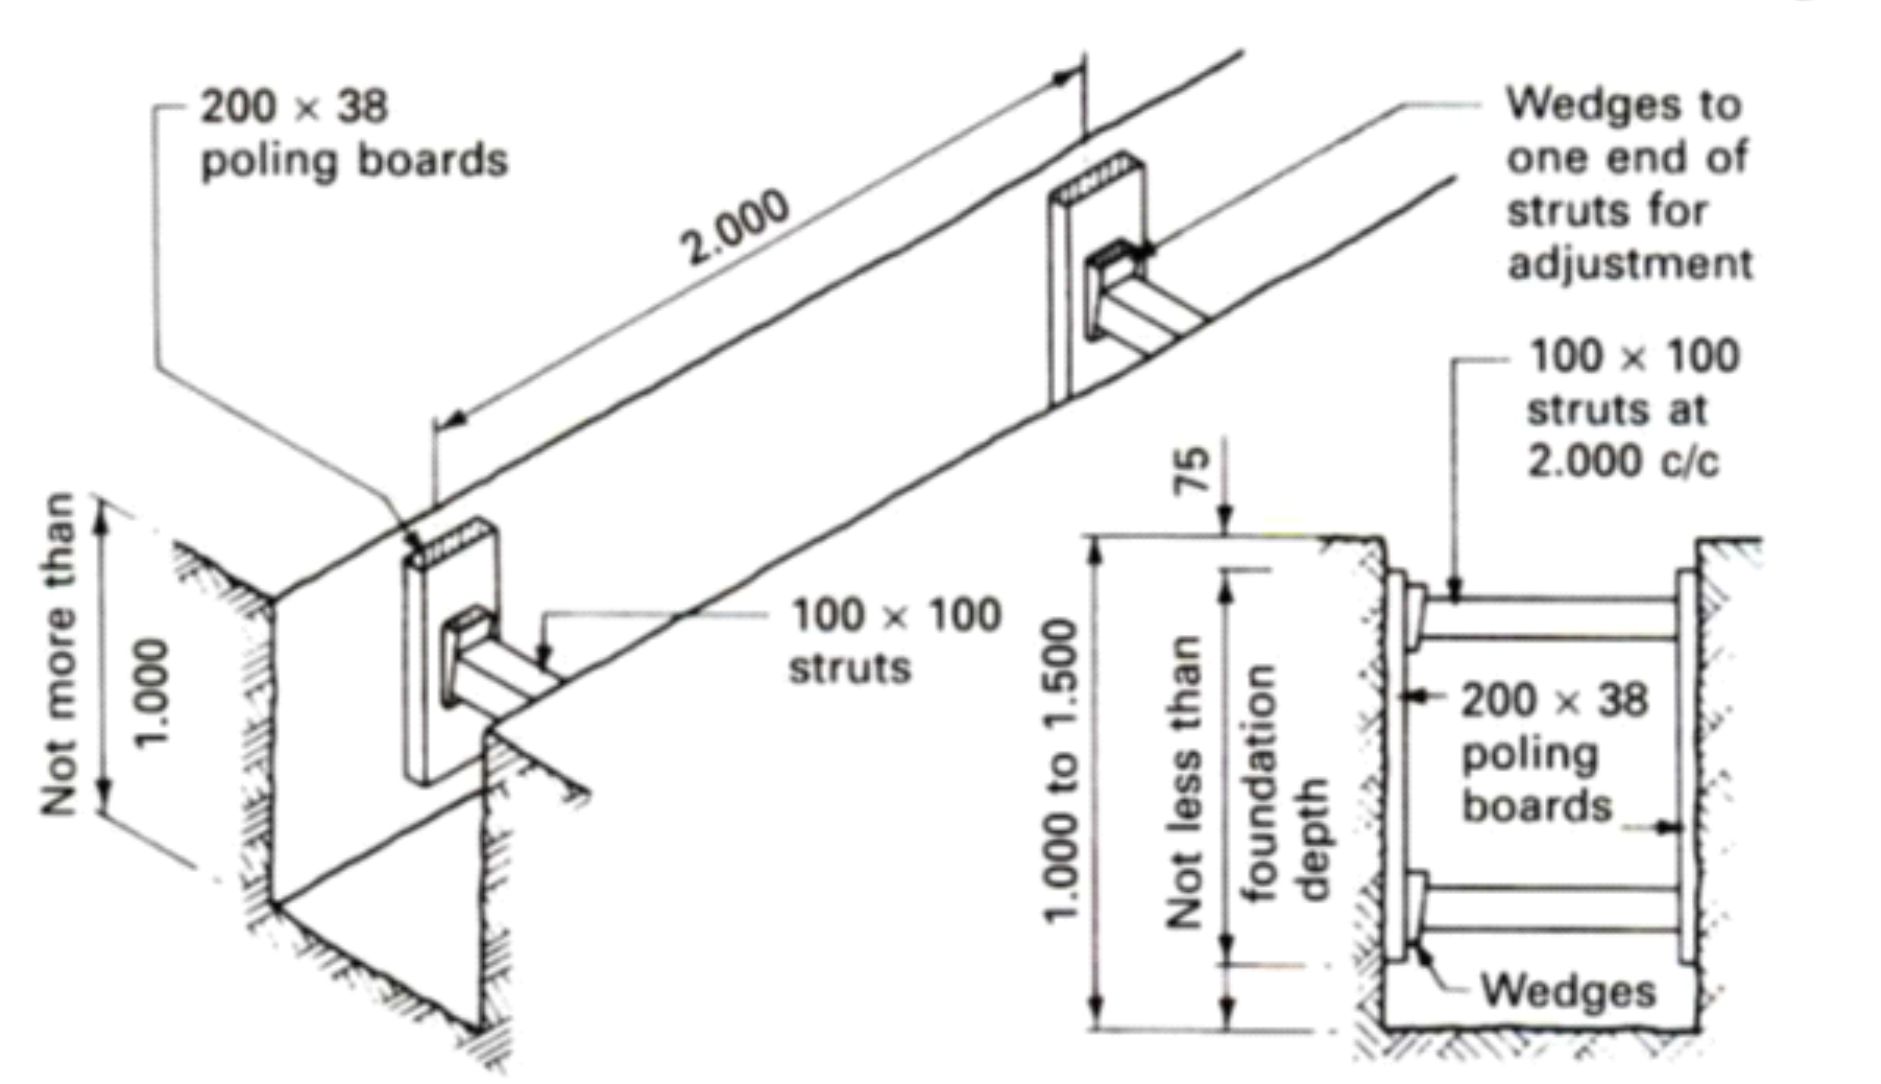 200 × 38
poling boards
2.000
Wedges to
one end of
struts for
adjustment
100 × 100
struts at
2.000 c/c
Not more than
1.000
100 × 100
struts
75
1.000 to 1.500
Not less than
foundation
depth
200 × 38
poling
boards
Wedges